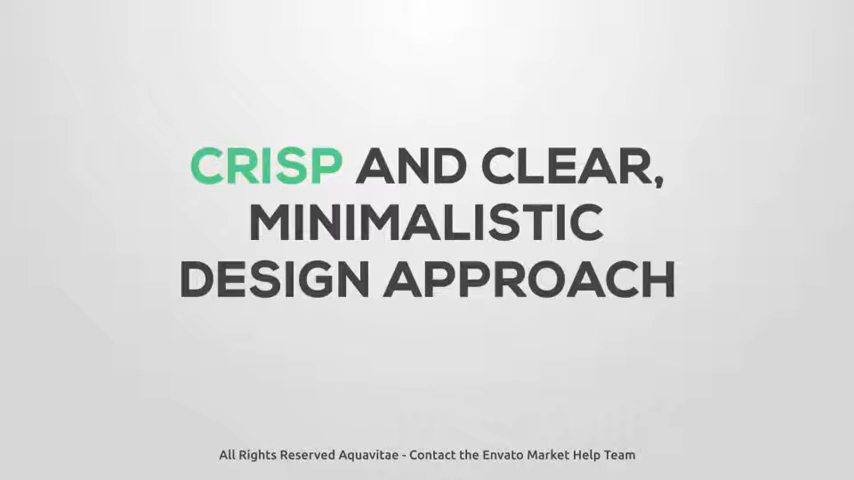 CRISP AND CLEAR,
MINIMALISTIC
DESIGN APPROACH
All Rights Reserved Aquavitae - Contact the Envato Market Help Team